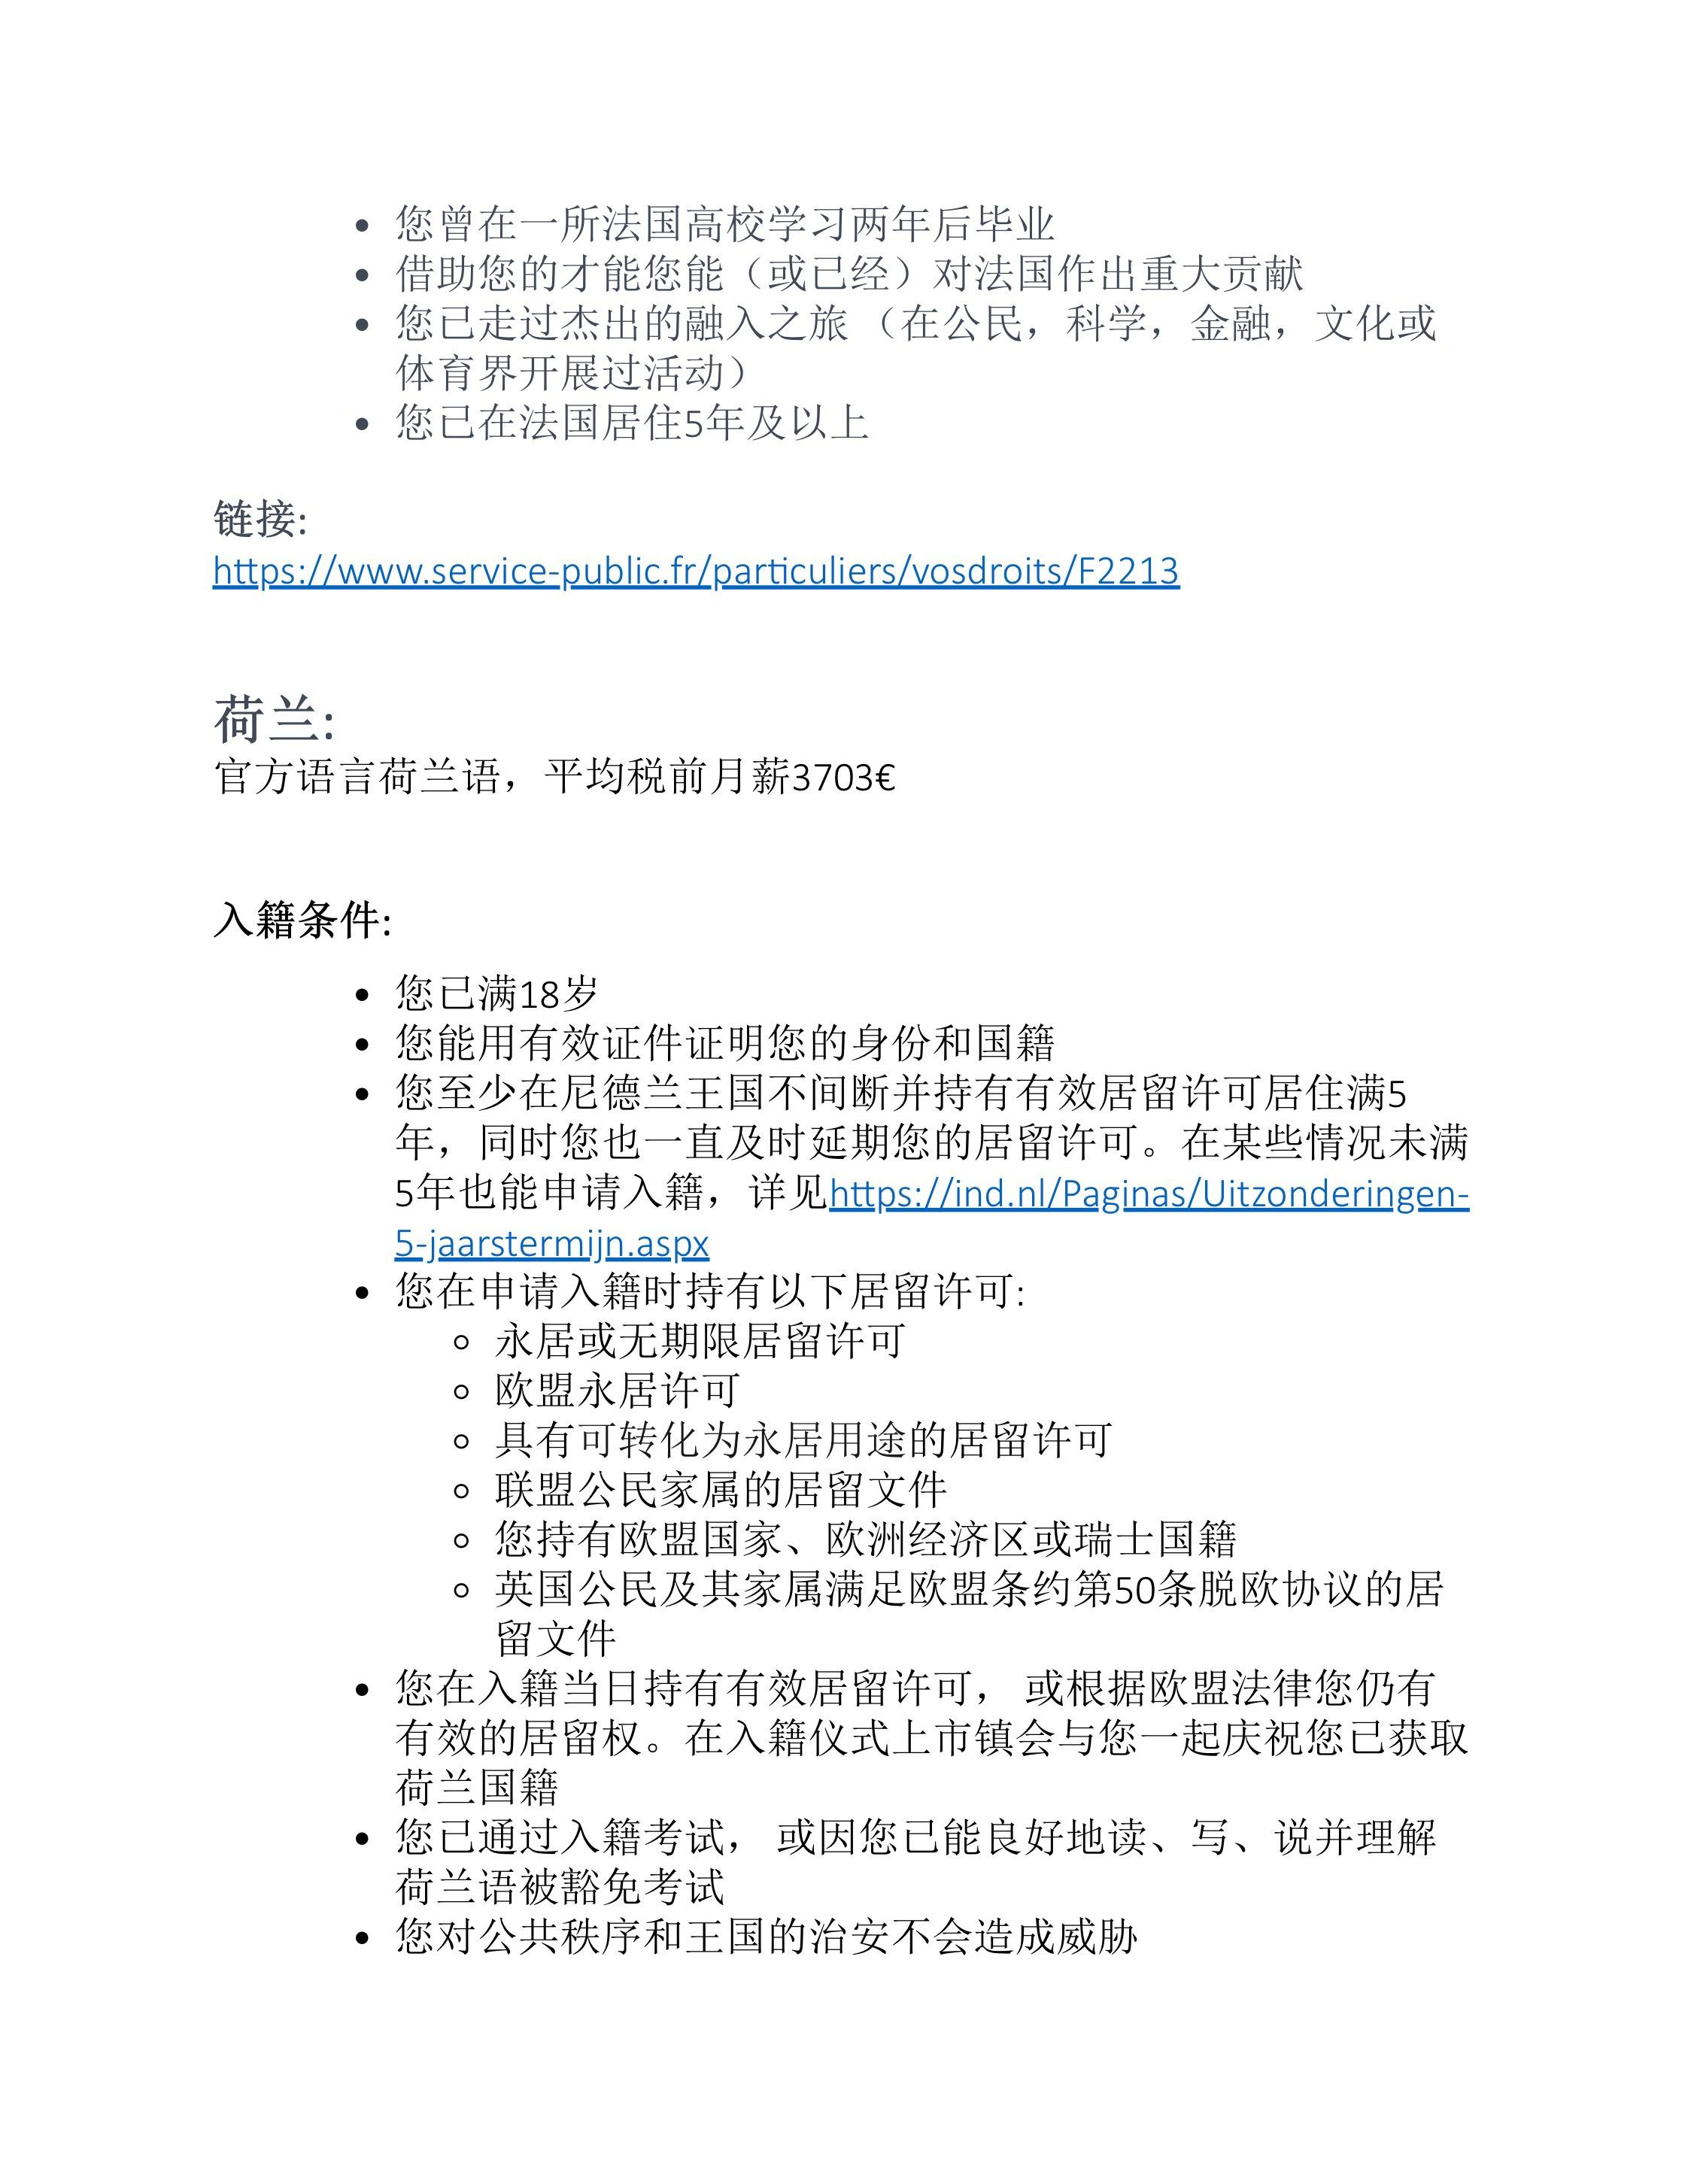 • 您曾在一所法国高校学习两年后毕业
• 借助您的才能您能（或已经）对法国作出重大贡献
• 您已走过杰出的融入之旅 （在公民，科学，金融，文化或
体育界开展过活动）
• 您已在法国居住5年及以上
链接:
https://www.service-public.fr/particuliers/vosdroits/F2213
荷兰:
官方语言荷兰语，平均税前月薪3703€
入籍条件:
• 您已满18岁
• 您能用有效证件证明您的身份和国籍
• 您至少在尼德兰王国不间断并持有有效居留许可居住满5
年，同时您也一直及时延期您的居留许可。在某些情况未满
5年也能申请入籍，详见https://ind.nl/Paginas/Uitzonderingen-
5-jaarstermijn.aspx
• 您在申请入籍时持有以下居留许可:
○ 永居或无期限居留许可
○ 欧盟永居许可
○ 具有可转化为永居用途的居留许可
○ 联盟公民家属的居留文件
○ 您持有欧盟国家、欧洲经济区或瑞士国籍
○ 英国公民及其家属满足欧盟条约第50条脱欧协议的居
留文件
• 您在入籍当日持有有效居留许可， 或根据欧盟法律您仍有
有效的居留权。在入籍仪式上市镇会与您一起庆祝您已获取
荷兰国籍
• 您已通过入籍考试， 或因您已能良好地读、写、说并理解
荷兰语被豁免考试
• 您对公共秩序和王国的治安不会造成威胁